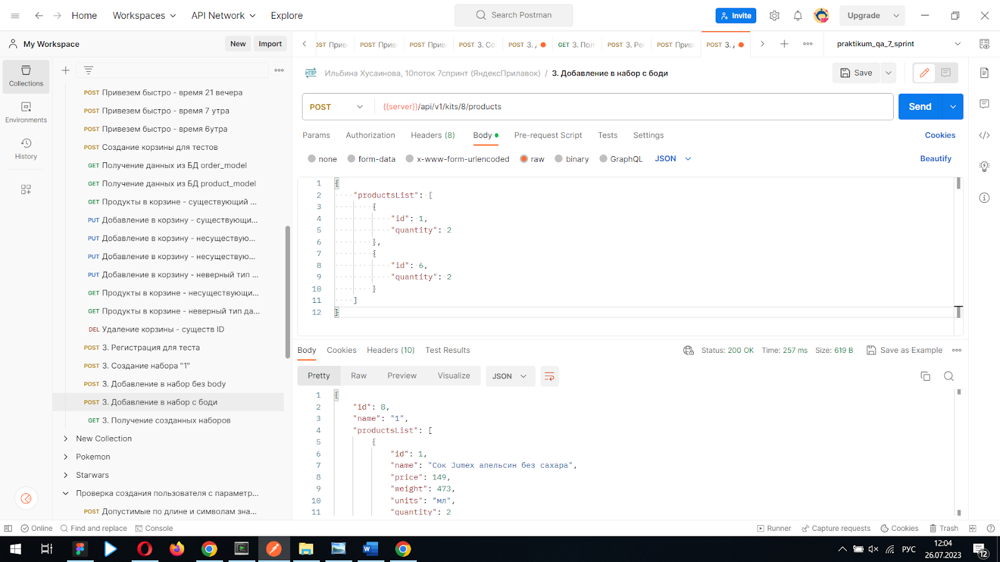 Home
Workspaces
API Network
Explore
Search Postman
Invite
Upgrade
My Workspace
New
Import
OST Приве
POST Приве
POST Приве
POST 3. Со
POST 3. Д
GET 3. Пол
POST 3. Рег
POST Приве
POST 3. Д
praktikum_qa_7_sprint
Collections
Environments
History
POST Привезем быстро - время 21 вечера
POST Привезем быстро - время 7 утра
POST Привезем быстро - время 6утра
POST Создание корзины для тестов
GET Получение данных из БД order_model
GET Получение данных из БД product_model
GET Продукты в корзине - существующий ...
PUT Добавление в корзину - существующи...
PUT Добавление в корзину - несуществую...
PUT Добавление в корзину - несуществую...
PUT Добавление в корзину - неверный тип ...
GET Продукты в корзине - несуществующи...
GET Продукты в корзине - неверный тип да...
DEL Удаление корзины - существ ID
POST 3. Регистрация для теста
POST 3. Создание набора "1"
POST 3. Добавление в набор без body
POST 3. Добавление в набор с боди
GET 3. Получение созданных наборов
New Collection
Pokemon
Starwars
Проверка создания пользователя с параметр...
POST Допустимые по длине и символам зна...
HTTP Ильбина Хусаинова, 10поток 7спринт (ЯндексПрилавок) / 3. Добавление в набор с боди
Save
POST {{server}}/api/v1/kits/8/products
Send
Params Authorization Headers (8) Body Pre-request Script Tests Settings Cookies
none form-data x-www-form-urlencoded raw binary GraphQL JSON Beautify
1 {
2 "productsList": [
3 {
4 "id": 1,
5 "quantity": 2
6 },
7 {
8 "id": 6,
9 "quantity": 2
10 }
11 ]
12 }
Body Cookies Headers (10) Test Results Status: 200 OK Time: 257 ms Size: 619 B Save as Example
Pretty Raw Preview Visualize JSON
1 {
2 "id": 8,
3 "name": "1",
4 "productsList": [
5 {
6 "id": 1,
7 "name": "Сок Jumex апельсин без сахара",
8 "price": 149,
9 "weight": 473,
10 "units": "мл",
11 "quantity": 2
Online Find and replace Console Runner Capture requests Cookies Trash
РУС
12:04
26.07.2023
12